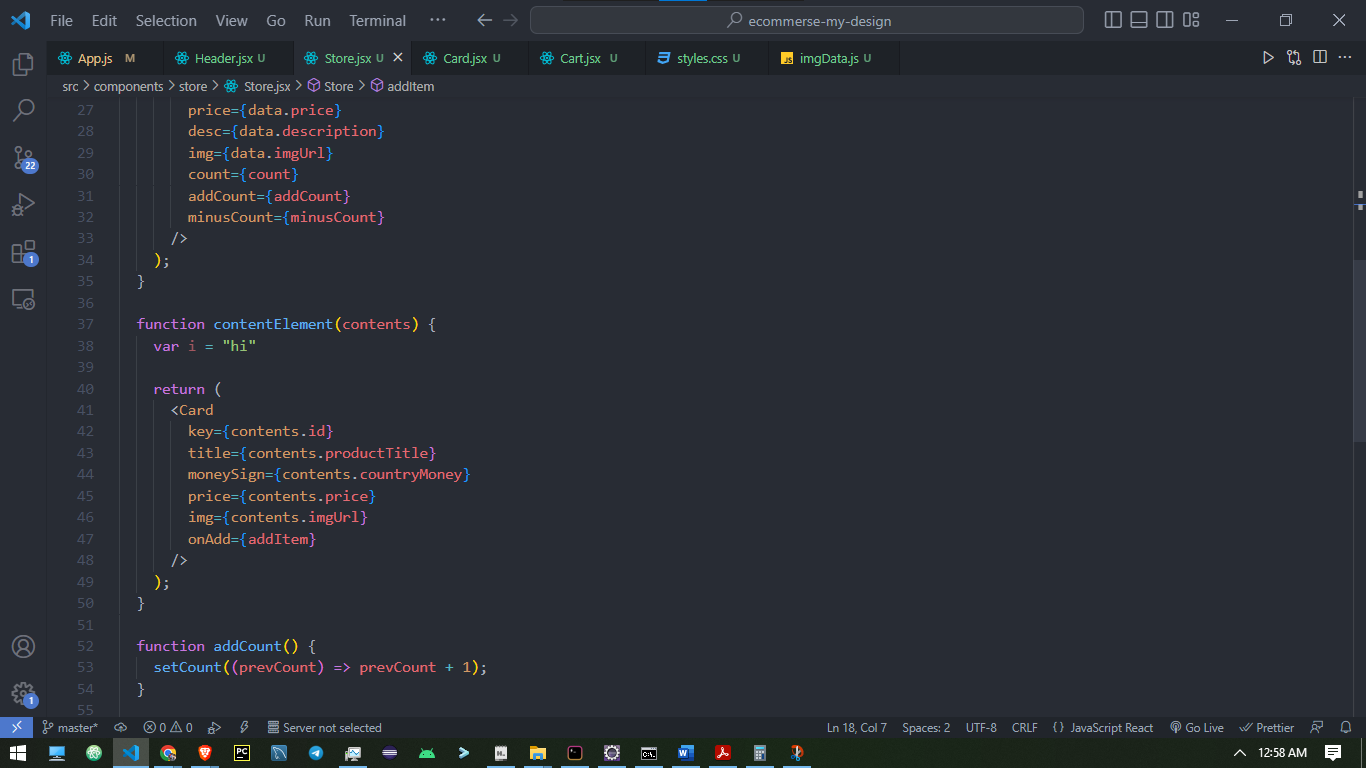 File Edit Selection View Go Run Terminal ··· ecommerse-my-design
App.js M Header.jsx U Store.jsx U Card.jsx U Cart.jsx U styles.css U JS imgData.js U ···
src > components > store > Store.jsx > Store > addItem
27 price={data.price}
28 desc={data.description}
29 img={data.imgUrl}
30 count={count}
31 addCount={addCount}
32 minusCount={minusCount}
33 />
34 );
35 }
36
37 function contentElement(contents) {
38 var i = "hi"
39
40 return (
41 <Card
42 key={contents.id}
43 title={contents.productTitle}
44 moneySign={contents.countryMoney}
45 price={contents.price}
46 img={contents.imgUrl}
47 onAdd={addItem}
48 />
49 );
50 }
51
52 function addCount() {
53 setCount((prevCount) => prevCount + 1);
54 }
55
22
1
1
master* 0 0 Server not selected Ln 18, Col 7 Spaces: 2 UTF-8 CRLF {} JavaScript React Go Live Prettier
PC H. W 12:58 AM